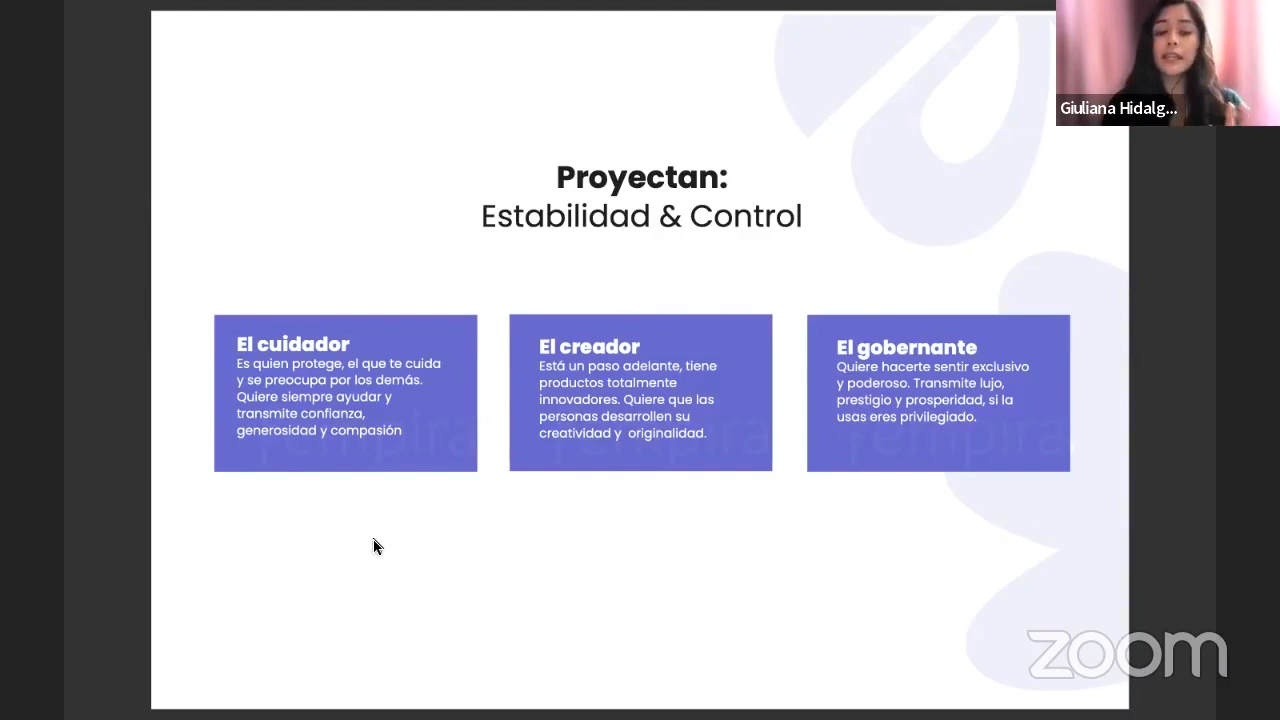 Giuliana Hidalg...
Proyectan:
Estabilidad & Control
El cuidador
Es quien protege, el que te cuida
y se preocupa por los demás.
Quiere siempre ayudar y
transmite confianza,
generosidad y compasión
El creador
Está un paso adelante, tiene
productos totalmente
innovadores. Quiere que las
personas desarrollen su
creatividad y originalidad.
El gobernante
Quiere hacerte sentir exclusivo
y poderoso. Transmite lujo,
prestigio y prosperidad, si la
usas eres privilegiado.
zoom